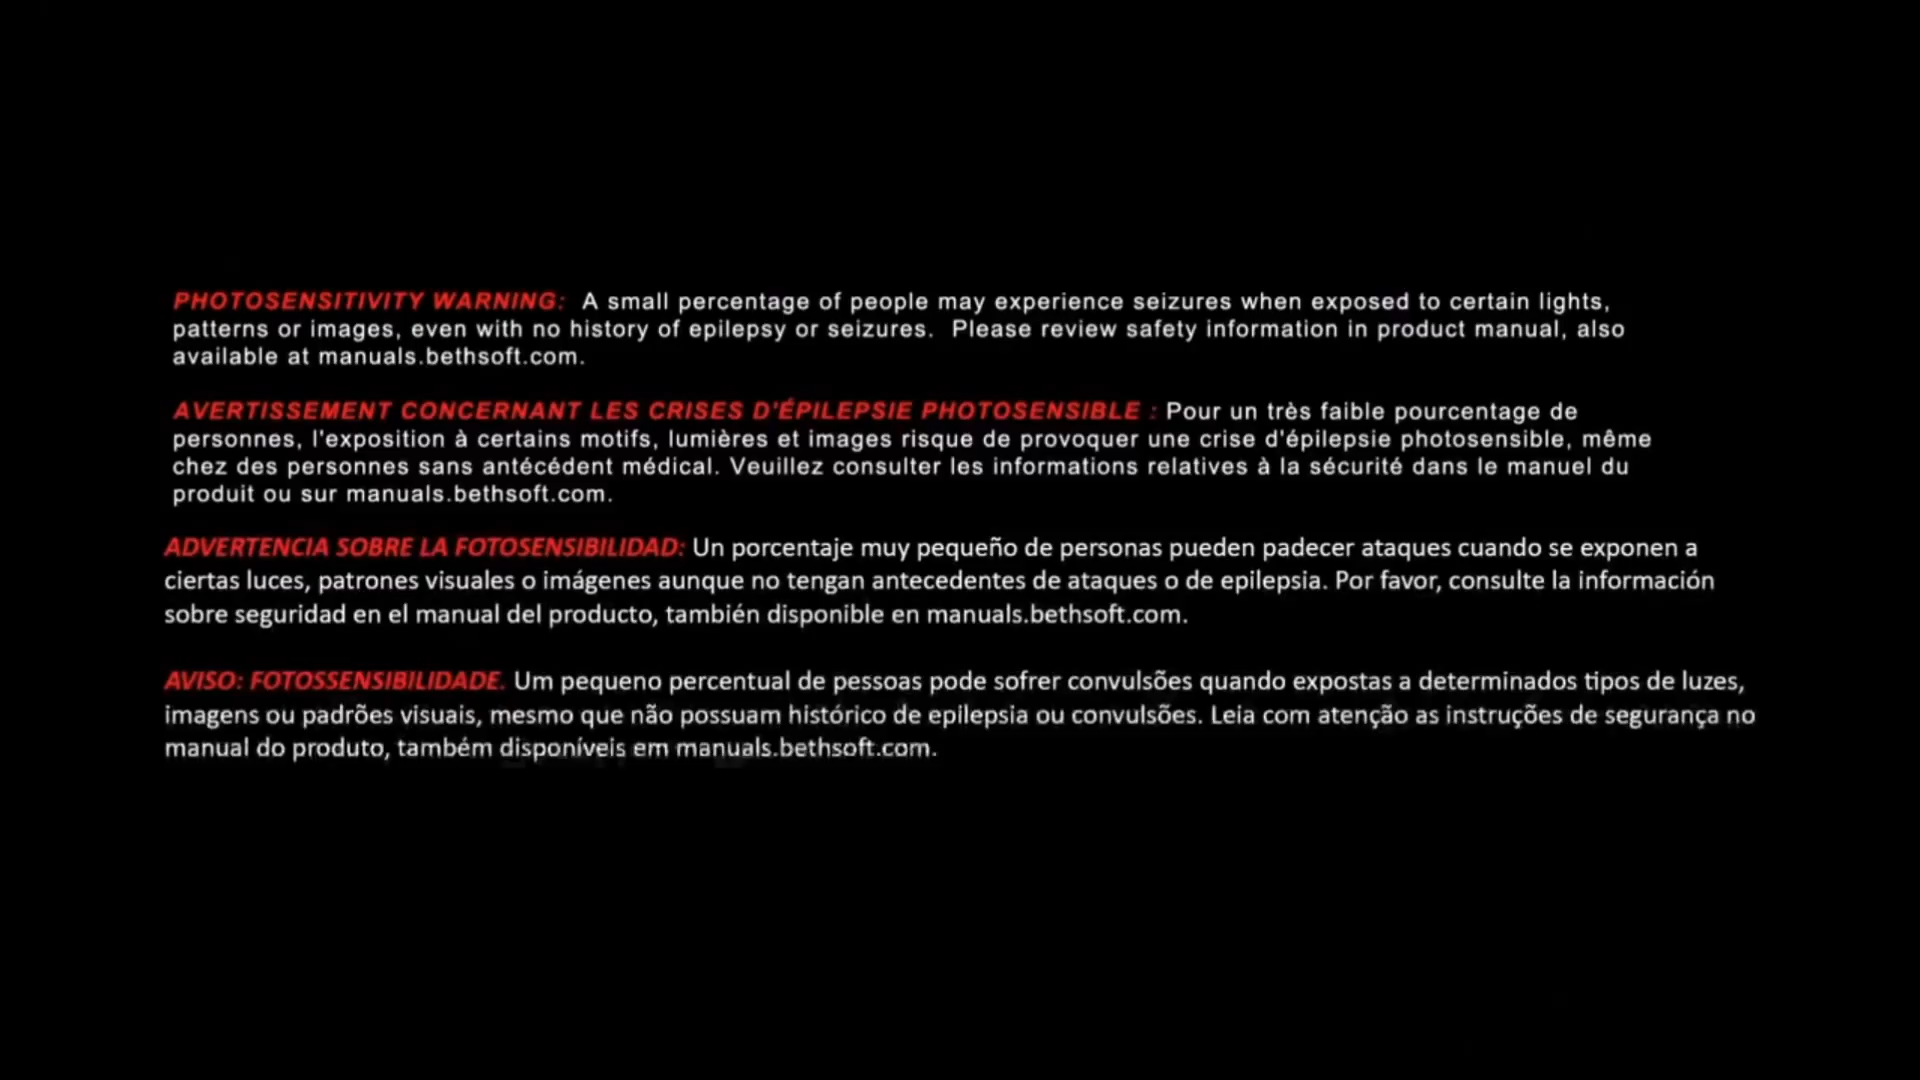 PHOTOSENSITIVITY WARNING: A small percentage of people may experience seizures when exposed to certain lights,
patterns or images, even with no history of epilepsy or seizures. Please review safety information in product manual, also
available at manuals.bethsoft.com.
AVERTISSEMENT CONCERNANT LES CRISES D'ÉPILEPSIE PHOTOSENSIBLE : Pour un très faible pourcentage de
personnes, l'exposition à certains motifs, lumières et images risque de provoquer une crise d'épilepsie photosensible, même
chez des personnes sans antécédent médical. Veuillez consulter les informations relatives à la sécurité dans le manuel du
produit ou sur manuals.bethsoft.com.
ADVERTENCIA SOBRE LA FOTOSENSIBILIDAD: Un porcentaje muy pequeño de personas pueden padecer ataques cuando se exponen a
ciertas luces, patrones visuales o imágenes aunque no tengan antecedentes de ataques o de epilepsia. Por favor, consulte la información
sobre seguridad en el manual del producto, también disponible en manuals.bethsoft.com.
AVISO: FOTOSSENSIBILIDADE. Um pequeno percentual de pessoas pode sofrer convulsões quando expostas a determinados tipos de luzes,
imagens ou padrões visuais, mesmo que não possuam histórico de epilepsia ou convulsões. Leia com atenção as instruções de segurança no
manual do produto, também disponíveis em manuals.bethsoft.com.